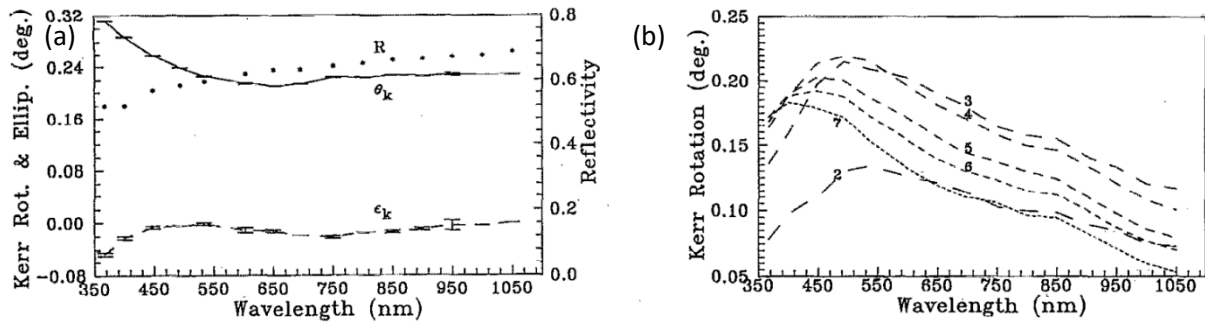 (a)
Kerr Rot. & Ellip. (deg.)
0.32
0.24
0.16
0.08
0.00
-0.08
R
θk
εk
0.8
0.6
0.4
0.2
0.0
Reflectivity
350 450 550 650 750 850 950 1050
Wavelength (nm)
(b)
Kerr Rotation (deg.)
0.25
0.20
0.15
0.10
0.05
3
4
5
6
7
2
350 450 550 650 750 850 950 1050
Wavelength (nm)